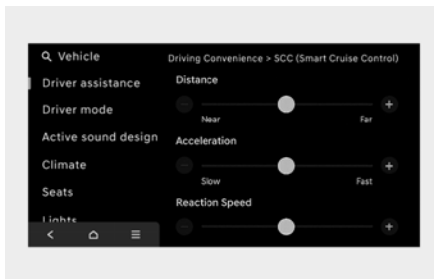 Vehicle
Driver assistance
Driver mode
Active sound design
Climate
Seats
Lights
Driving Convenience > SCC (Smart Cruise Control)
Distance
Near Far
Acceleration
Slow Fast
Reaction Speed